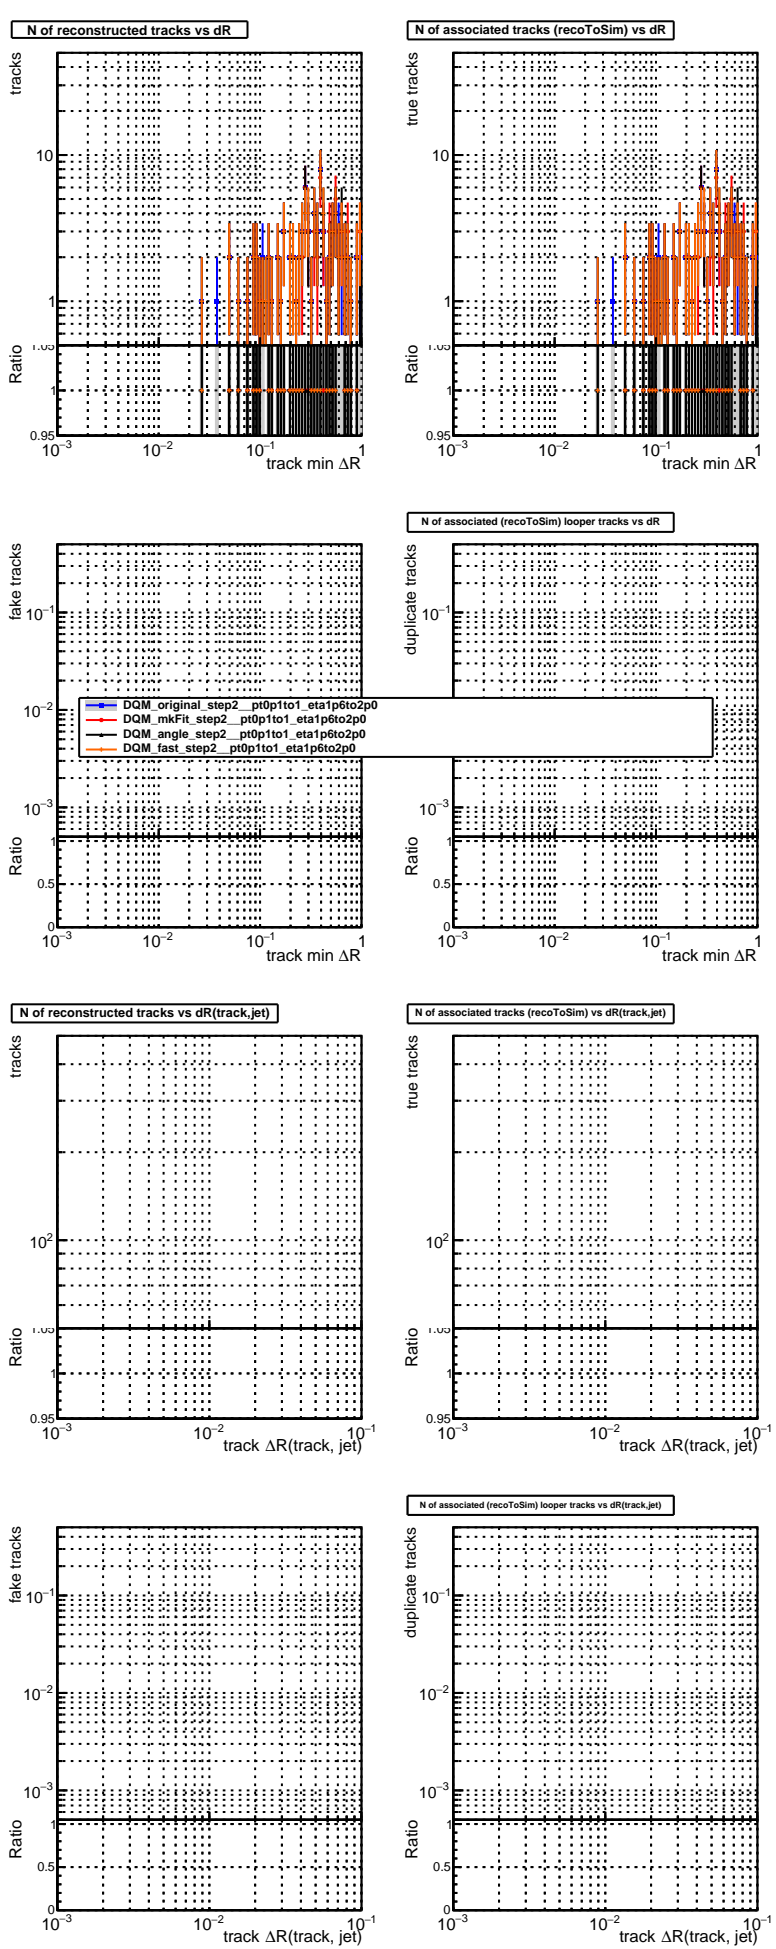 N of reconstructed tracks vs dR
tracks
10
1
1.05
Ratio
1
0.95
10−3
10−2
10−1
1
track min ΔR
N of associated tracks (recoToSim) vs dR
true tracks
10
1
1.05
Ratio
1
0.95
10−3
10−2
10−1
1
track min ΔR
fake tracks
10−1
10−2
10−3
Ratio
1
0.5
0
10−3
10−2
10−1
1
track min ΔR
N of associated (recoToSim) looper tracks vs dR
duplicate tracks
10−1
10−3
Ratio
1
0.5
0
10−3
10−2
10−1
1
track min ΔR
DQM_original_step2__pt0p1to1_eta1p6to2p0
DQM_mkFit_step2__pt0p1to1_eta1p6to2p0
DQM_angle_step2__pt0p1to1_eta1p6to2p0
DQM_fast_step2__pt0p1to1_eta1p6to2p0
N of reconstructed tracks vs dR(track,jet)
tracks
102
1.05
Ratio
1
0.95
10−3
10−2
10−1
track ΔR(track, jet)
N of associated tracks (recoToSim) vs dR(track,jet)
true tracks
102
1.05
Ratio
1
0.95
10−3
10−2
10−1
track ΔR(track, jet)
fake tracks
10−1
10−2
10−3
Ratio
1
0.5
0
10−3
10−2
10−1
track ΔR(track, jet)
N of associated (recoToSim) looper tracks vs dR(track,jet)
duplicate tracks
10−1
10−2
10−3
Ratio
1
0.5
0
10−3
10−2
10−1
track ΔR(track, jet)